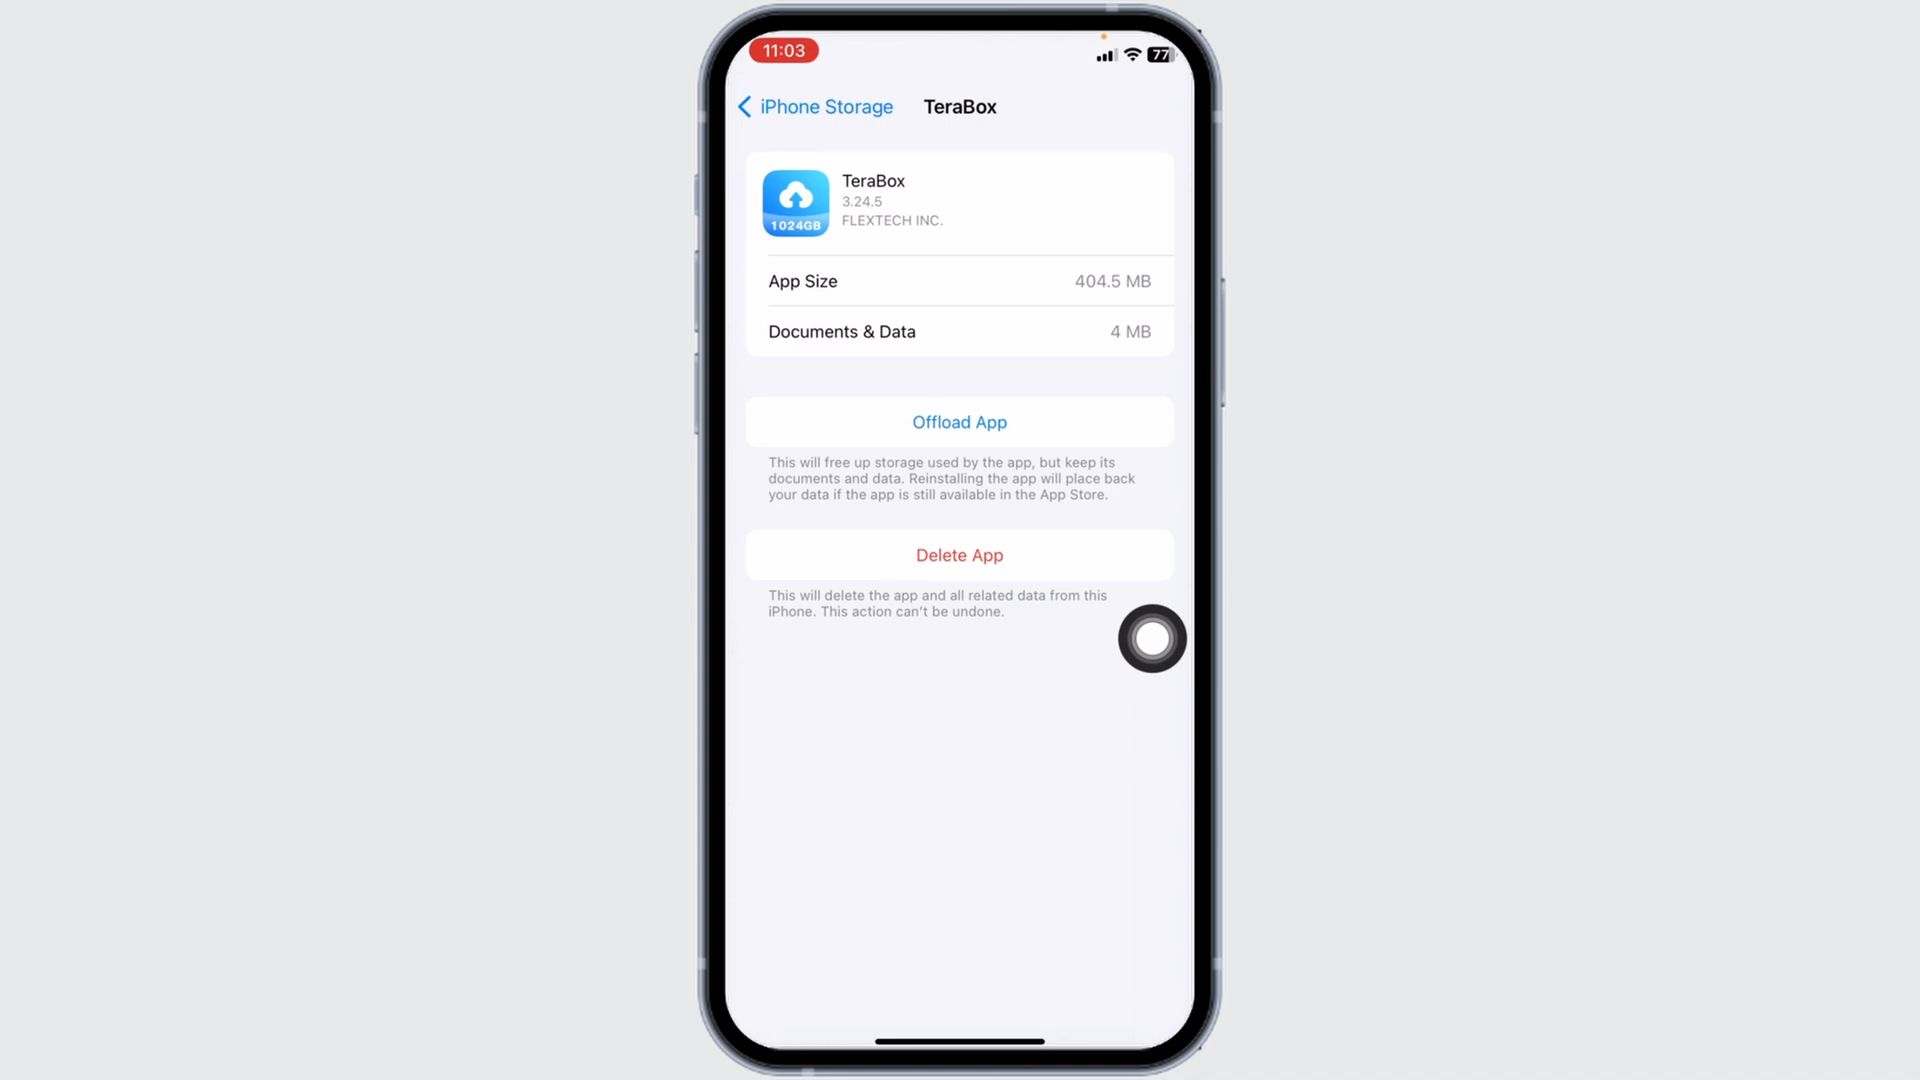 11:03
77
iPhone Storage
TeraBox
TeraBox
3.24.5
FLEXTECH INC.
1024GB
App Size
404.5 MB
Documents & Data
4 MB
Offload App
This will free up storage used by the app, but keep its
documents and data. Reinstalling the app will place back
your data if the app is still available in the App Store.
Delete App
This will delete the app and all related data from this
iPhone. This action can't be undone.